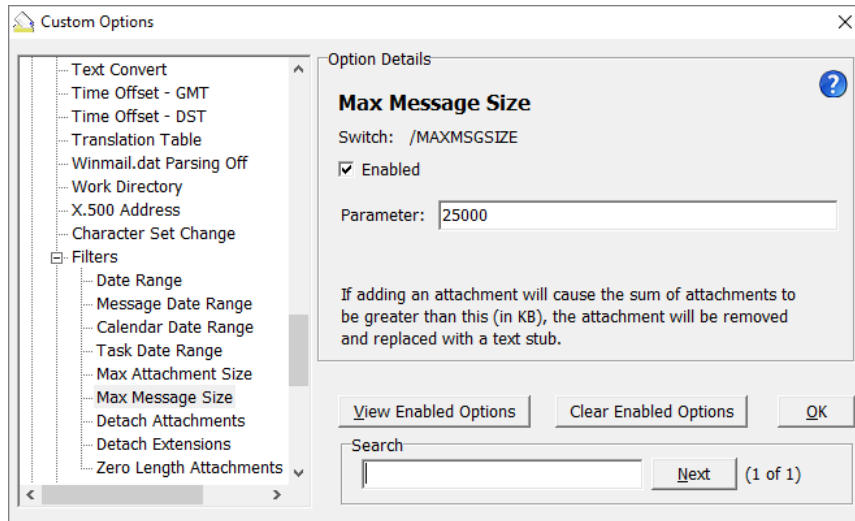 Custom Options
Text Convert
Time Offset - GMT
Time Offset - DST
Translation Table
Winmail.dat Parsing Off
Work Directory
X.500 Address
Character Set Change
Filters
Date Range
Message Date Range
Calendar Date Range
Task Date Range
Max Attachment Size
Max Message Size
Detach Attachments
Detach Extensions
Zero Length Attachments
Option Details
Max Message Size
Switch: /MAXMSGSIZE
Enabled
Parameter: 25000
If adding an attachment will cause the sum of attachments to
be greater than this (in KB), the attachment will be removed
and replaced with a text stub.
View Enabled Options Clear Enabled Options OK
Search
Next (1 of 1)